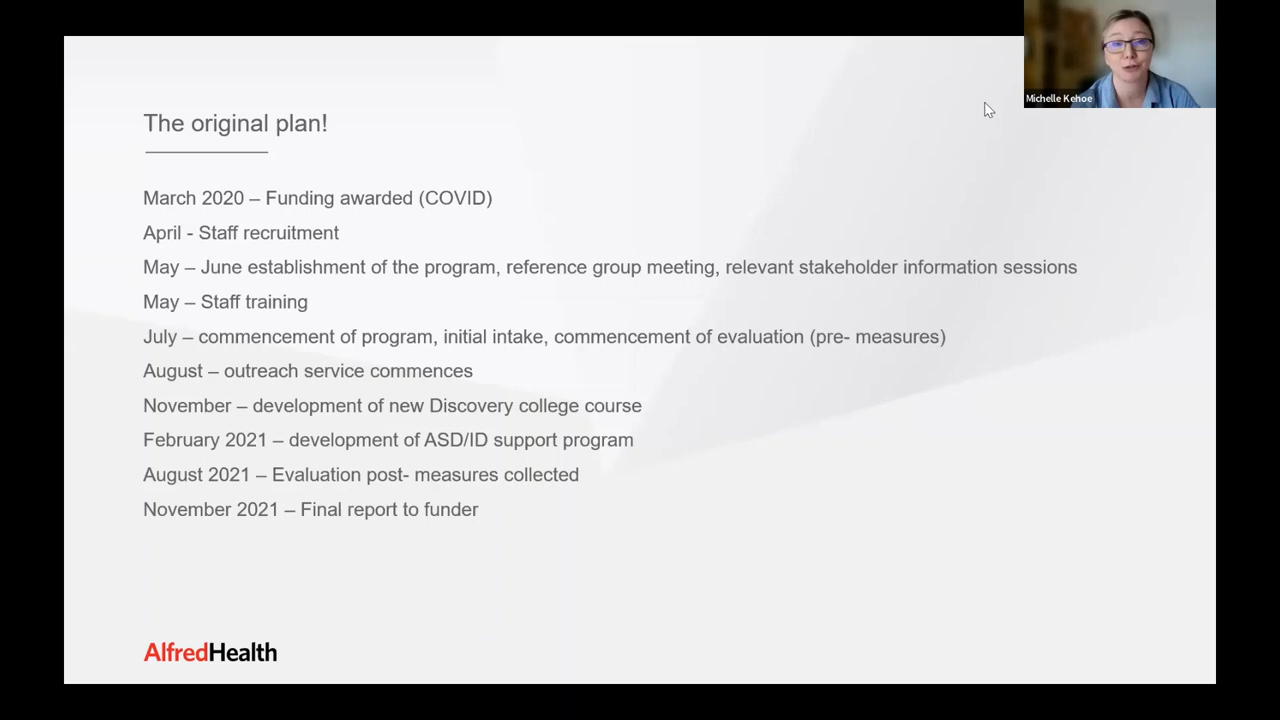 Michelle Kehoe
The original plan!
March 2020 – Funding awarded (COVID)
April - Staff recruitment
May – June establishment of the program, reference group meeting, relevant stakeholder information sessions
May – Staff training
July – commencement of program, initial intake, commencement of evaluation (pre- measures)
August – outreach service commences
November – development of new Discovery college course
February 2021 – development of ASD/ID support program
August 2021 – Evaluation post- measures collected
November 2021 – Final report to funder
AlfredHealth